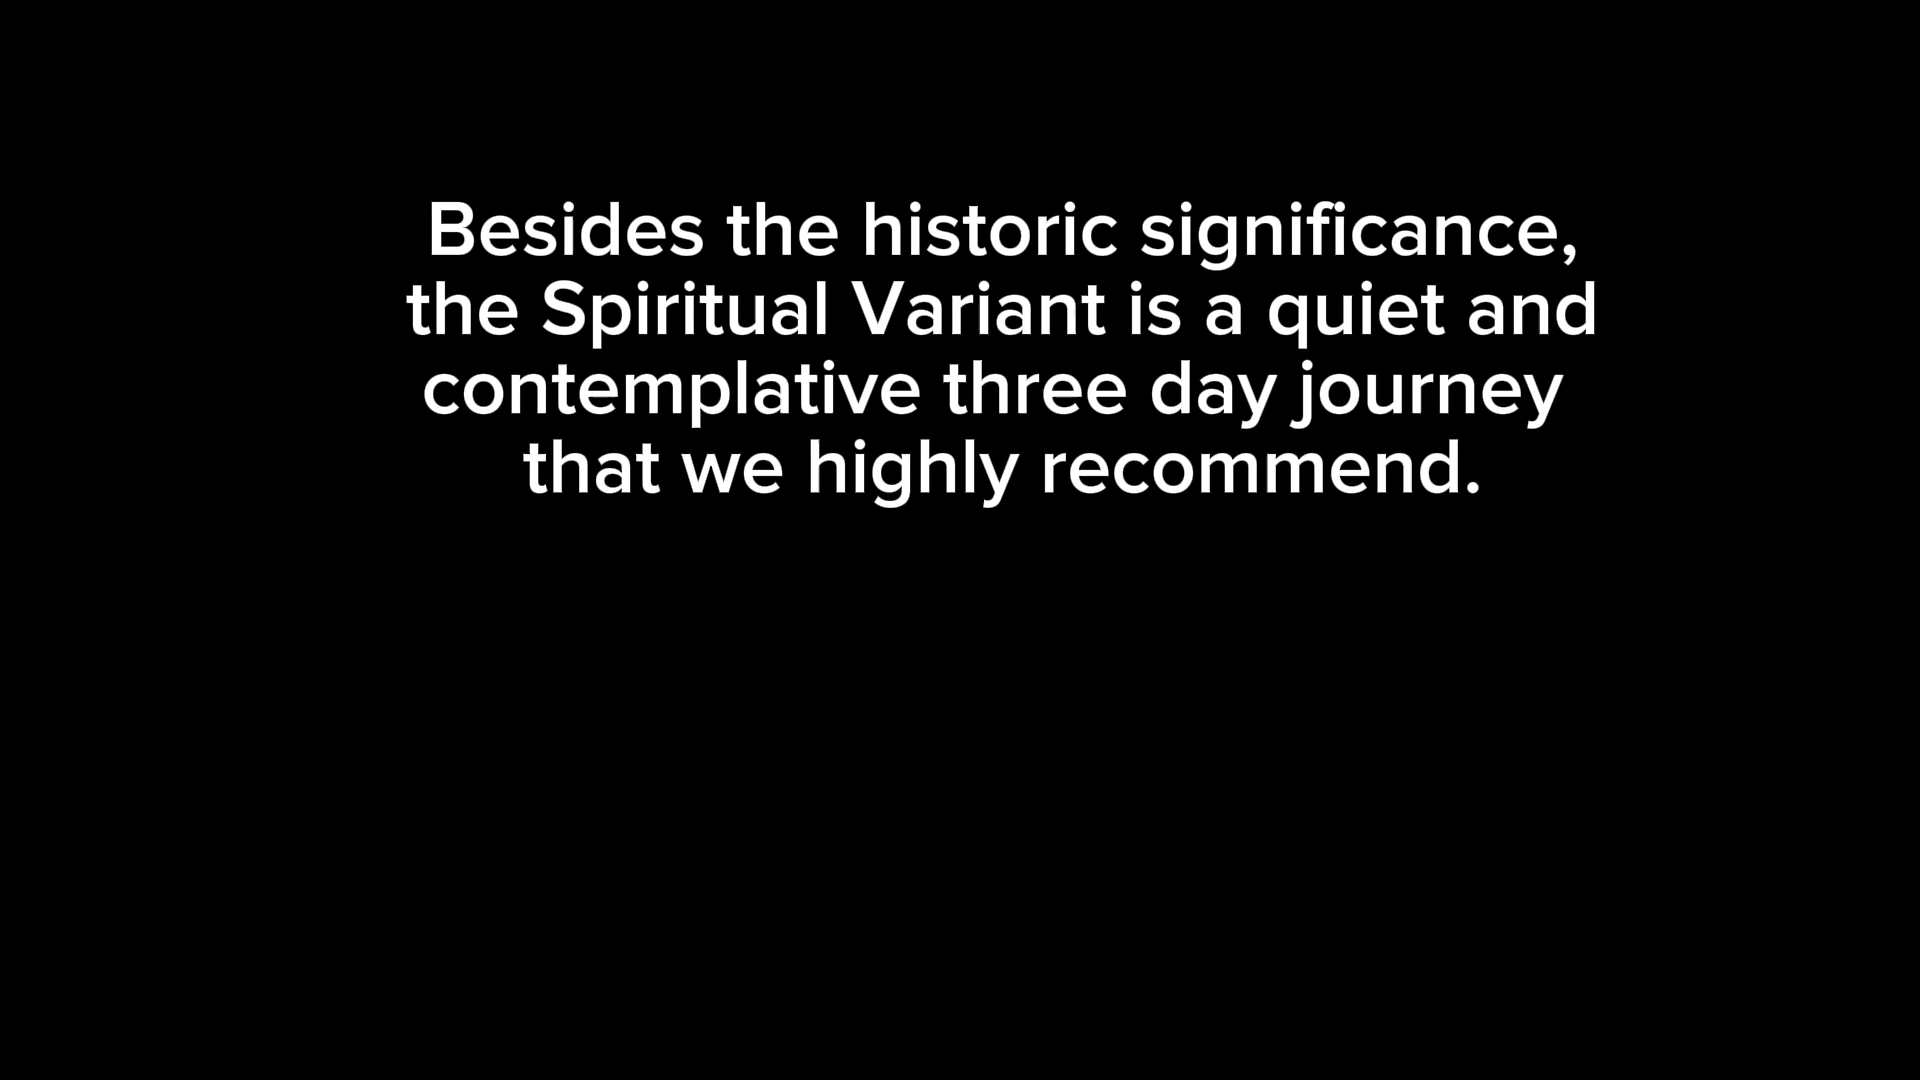 Besides the historic significance,
the Spiritual Variant is a quiet and
contemplative three day journey
that we highly recommend.